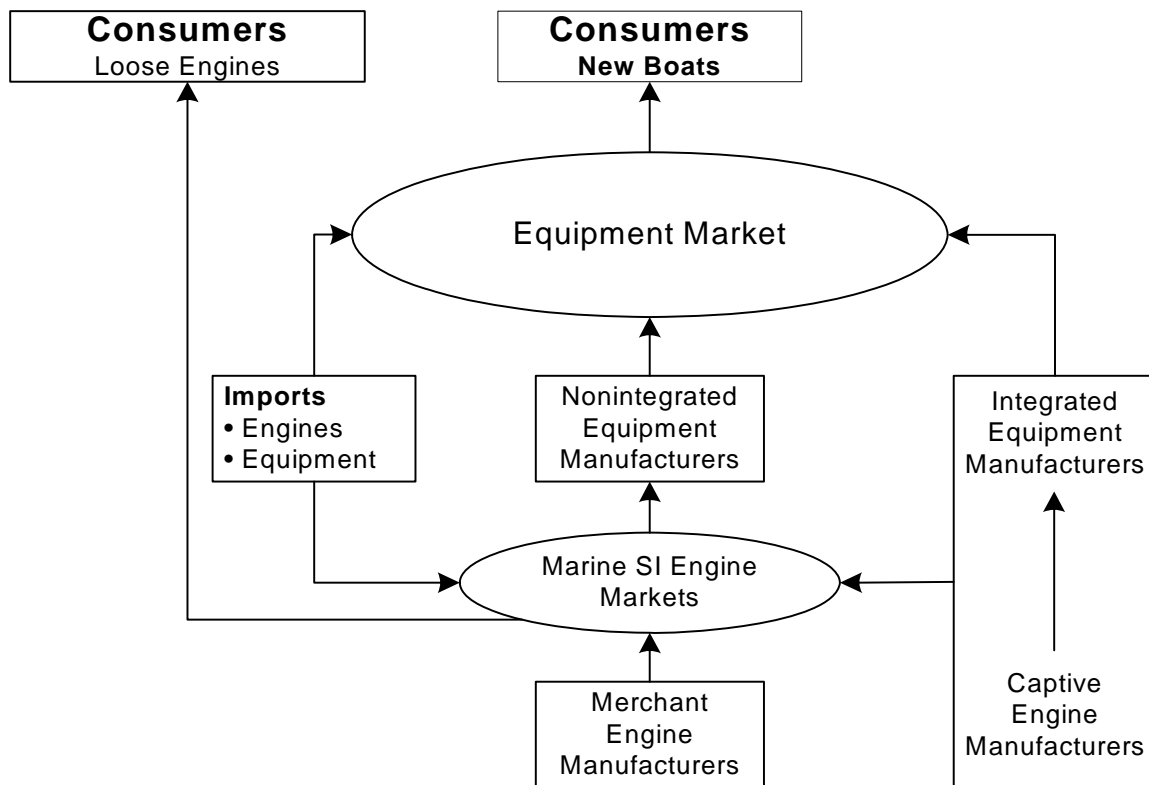 Consumers
Loose Engines
Consumers
New Boats
Equipment Market
Imports
• Engines
• Equipment
Nonintegrated
Equipment
Manufacturers
Integrated
Equipment
Manufacturers
Marine SI Engine
Markets
Merchant
Engine
Manufacturers
Captive
Engine
Manufacturers